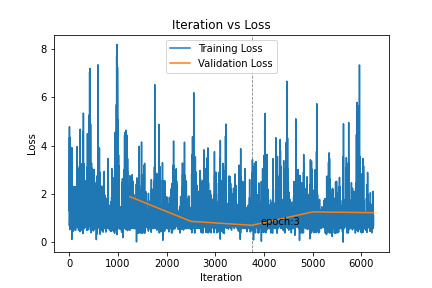 Iteration vs Loss
Training Loss
Validation Loss
Loss
8
6
4
2
0
epoch:3
0 1000 2000 3000 4000 5000 6000
Iteration